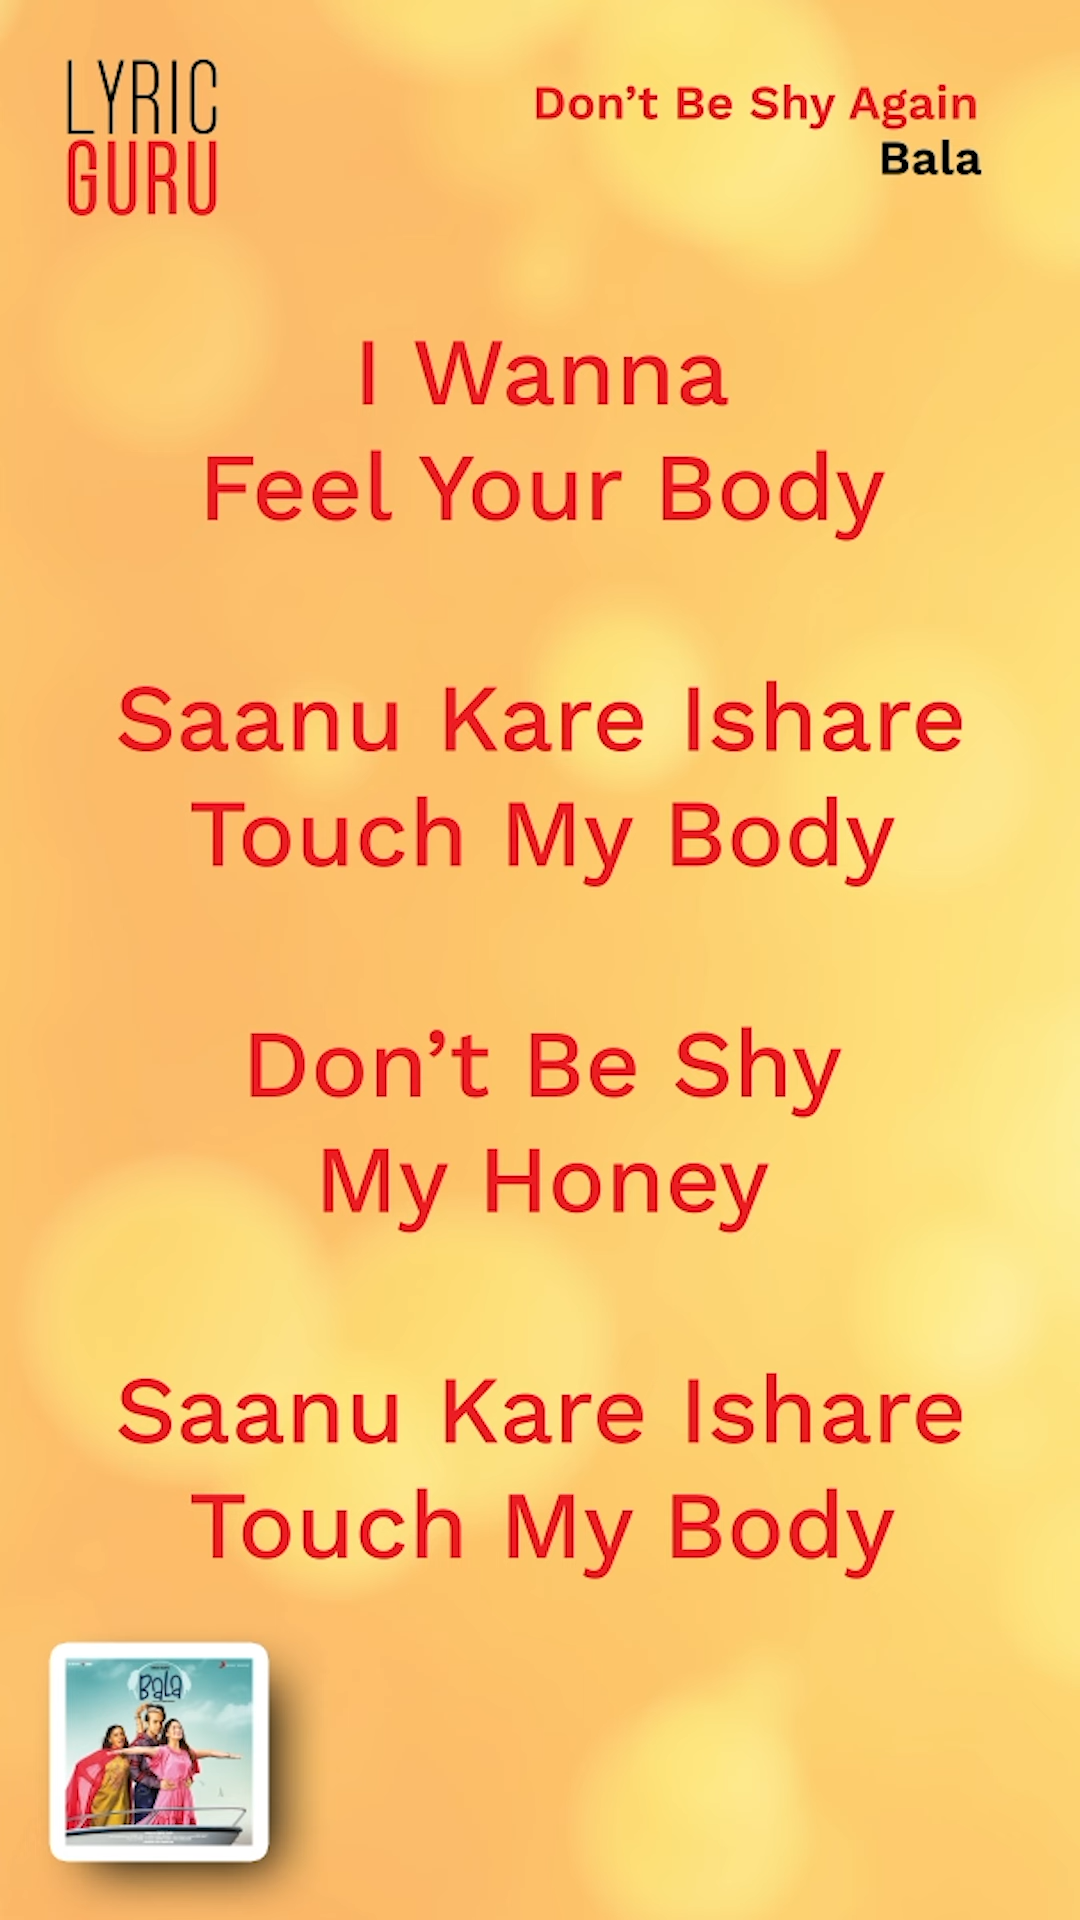 LYRIC
GURU
Don’t Be Shy Again
Bala
I Wanna
Feel Your Body
Saanu Kare Ishare
Touch My Body
Don’t Be Shy
My Honey
Saanu Kare Ishare
Touch My Body
Bala